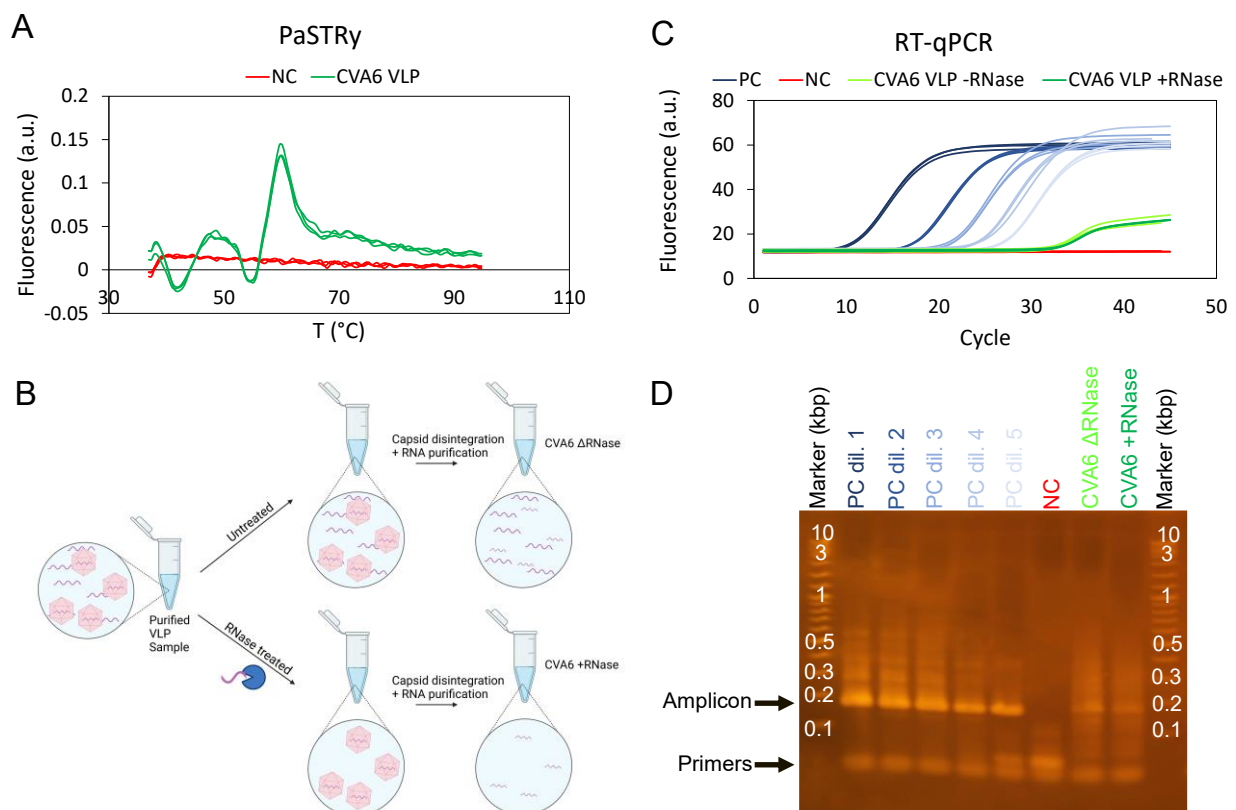 A
PaSTRy
NC CVA6 VLP
Fluorescence (a.u.)
0.2
0.15
0.1
0.05
0
-0.05
30 50 70 90 110
T (°C)
C
RT-qPCR
PC NC CVA6 VLP -RNase CVA6 VLP +RNase
Fluorescence (a.u.)
80
60
40
20
0
0 10 20 30 40 50
Cycle
B
Purified
VLP
Sample
Untreated
RNase treated
Capsid disintegration
+ RNA purification
CVA6 ΔRNase
Capsid disintegration
+ RNA purification
CVA6 +RNase
D
Marker (kbp)
PC dil. 1
PC dil. 2
PC dil. 3
PC dil. 4
PC dil. 5
NC
CVA6 ΔRNase
CVA6 +RNase
Marker (kbp)
10
3
1
0.5
0.3
0.2
0.1
10
3
1
0.5
0.3
0.2
0.1
Amplicon
Primers